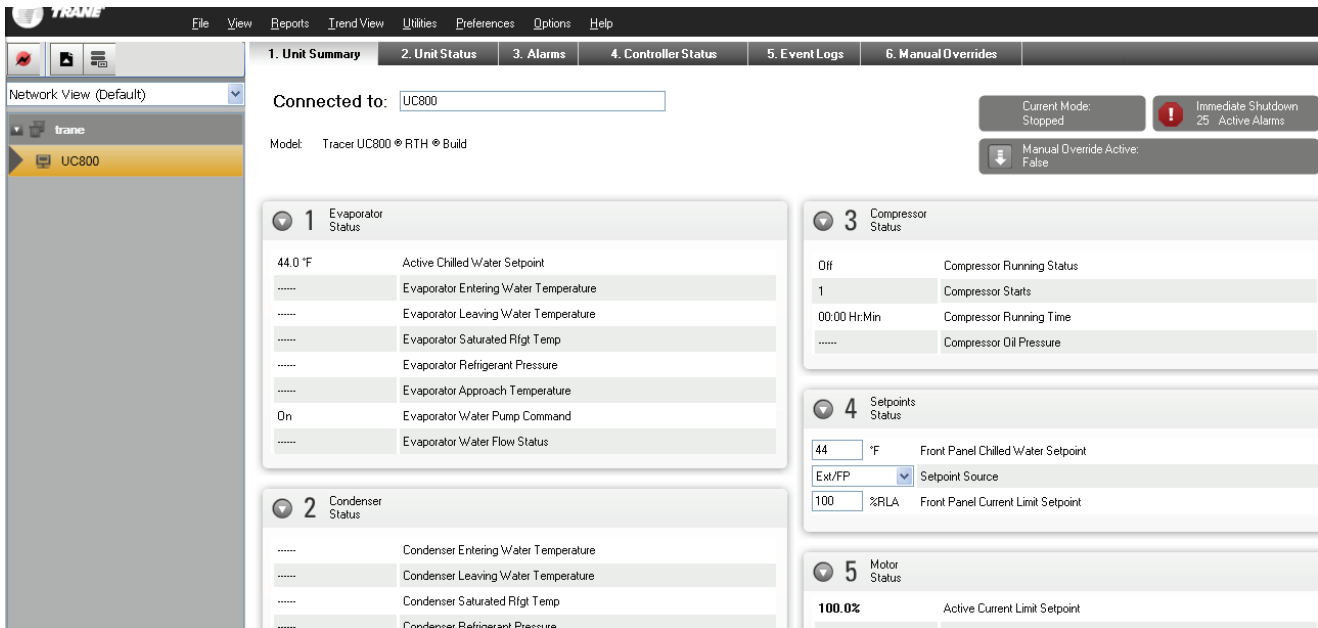 TRANE
File View Reports Trend View Utilities Preferences Options Help
1. Unit Summary 2. Unit Status 3. Alarms 4. Controller Status 5. Event Logs 6. Manual Overrides
Network View (Default)
trane
UC800
Connected to: UC800
Model: Tracer UC800 ® RTH ® Build
Current Mode:
Stopped
Immediate Shutdown
25 Active Alarms
Manual Override Active:
False
1 Evaporator
Status
44.0 °F Active Chilled Water Setpoint
------ Evaporator Entering Water Temperature
------ Evaporator Leaving Water Temperature
------ Evaporator Saturated Rfgt Temp
------ Evaporator Refrigerant Pressure
------ Evaporator Approach Temperature
On Evaporator Water Pump Command
------ Evaporator Water Flow Status
2 Condenser
Status
------ Condenser Entering Water Temperature
------ Condenser Leaving Water Temperature
------ Condenser Saturated Rfgt Temp
------ Condenser Refrigerant Pressure
3 Compressor
Status
Off Compressor Running Status
1 Compressor Starts
00:00 Hr:Min Compressor Running Time
------ Compressor Oil Pressure
4 Setpoints
Status
44 °F Front Panel Chilled Water Setpoint
Ext/FP Setpoint Source
100 %RLA Front Panel Current Limit Setpoint
5 Motor
Status
100.0% Active Current Limit Setpoint